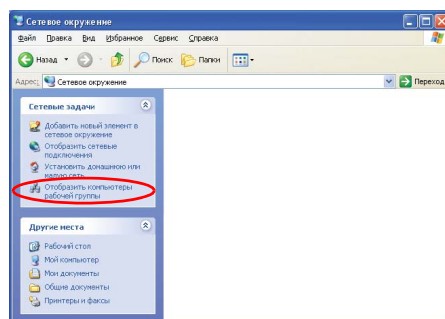 Сетевое окружение
Файл Правка Вид Избранное Сервис Справка
Назад Поиск Папки
Адрес: Сетевое окружение Переход
Сетевые задачи
Добавить новый элемент в
сетевое окружение
Отобразить сетевые
подключения
Установить домашнюю или
малую сеть
Отобразить компьютеры
рабочей группы
Другие места
Рабочий стол
Мой компьютер
Мои документы
Общие документы
Принтеры и факсы